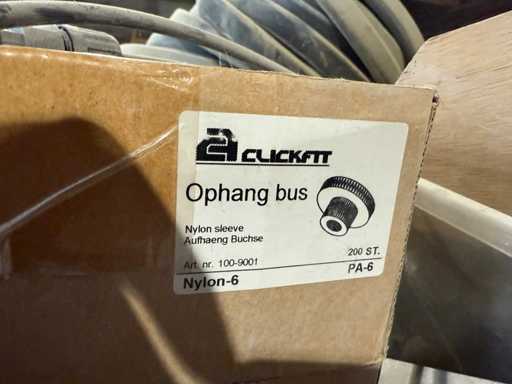 CLICKFIT
Ophang bus
Nylon sleeve
Aufhaeng Buchse
200 ST.
Art. nr. 100-9001
Nylon-6
PA-6